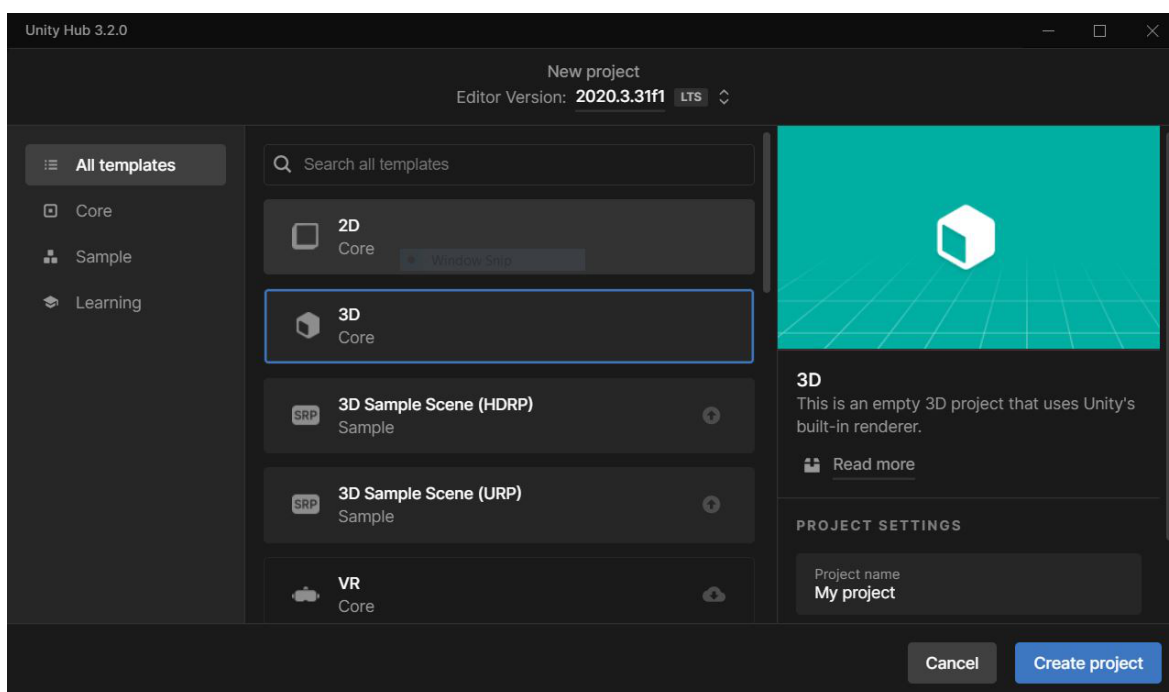 Unity Hub 3.2.0
New project
Editor Version: 2020.3.31f1 LTS
All templates
Core
Sample
Learning
Search all templates
2D
Core
Window Snip
3D
Core
SRP
3D Sample Scene (HDRP)
Sample
SRP
3D Sample Scene (URP)
Sample
VR
Core
3D
This is an empty 3D project that uses Unity's
built-in renderer.
Read more
PROJECT SETTINGS
Project name
My project
Cancel
Create project